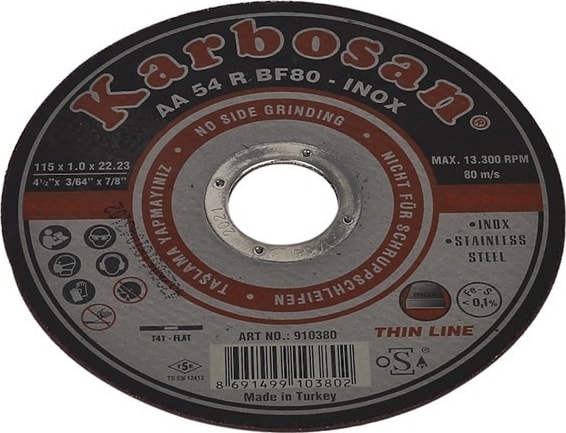 Karbosan®
AA 54 R BF80 - INOX
• NO SIDE GRINDING •
NICHT FÜR SCHRUPPSCHLEIFEN
• TAŞLAMA YAPMAYINIZ
115 x 1.0 x 22.23
4½"x 3/64" x 7/8"
MAX. 13.300 RPM
80 m/s
• INOX
• STAINLESS
STEEL
INOX
Fe-S
< 0,1%
THIN LINE
T41 - FLAT
TSE
TS EN 12413
ART NO.: 910380
8 691499 103802
Made in Turkey
oSa